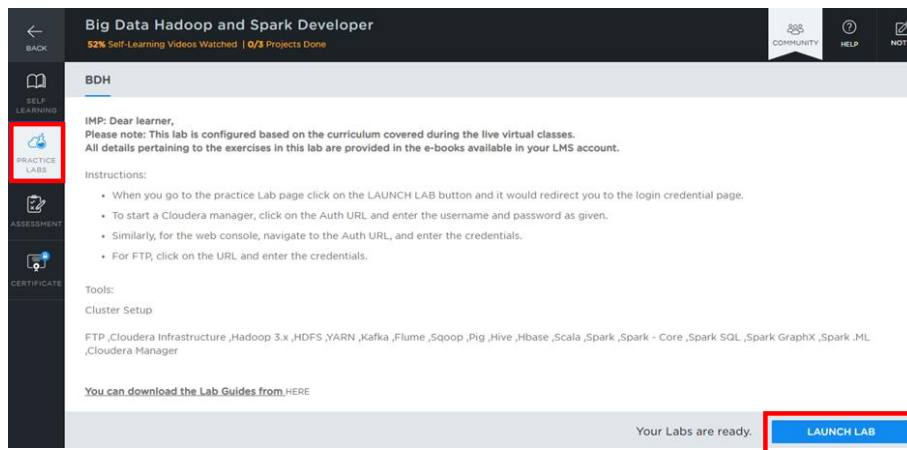 Big Data Hadoop and Spark Developer
52% Self-Learning Videos Watched | 0/3 Projects Done
BACK
COMMUNITY
HELP
NOT
SELF
LEARNING
PRACTICE
LABS
ASSESSMENT
CERTIFICATE
BDH
IMP: Dear learner,
Please note: This lab is configured based on the curriculum covered during the live virtual classes.
All details pertaining to the exercises in this lab are provided in the e-books available in your LMS account.
Instructions:
• When you go to the practice Lab page click on the LAUNCH LAB button and it would redirect you to the login credential page.
• To start a Cloudera manager, click on the Auth URL and enter the username and password as given.
• Similarly, for the web console, navigate to the Auth URL, and enter the credentials.
• For FTP, click on the URL and enter the credentials.
Tools:
Cluster Setup
FTP ,Cloudera Infrastructure ,Hadoop 3.x ,HDFS ,YARN ,Kafka ,Flume ,Sqoop ,Pig ,Hive ,Hbase ,Scala ,Spark ,Spark - Core ,Spark SQL ,Spark GraphX ,Spark .ML
,Cloudera Manager
You can download the Lab Guides from HERE
Your Labs are ready.
LAUNCH LAB